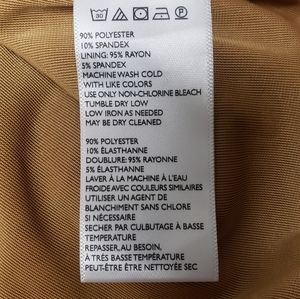 90% POLYESTER
10% SPANDEX
LINING: 95% RAYON
5% SPANDEX
MACHINE WASH COLD
WITH LIKE COLORS
USE ONLY NON-CHLORINE BLEACH
TUMBLE DRY LOW
LOW IRON AS NEEDED
MAY BE DRY CLEANED
90% POLYESTER
10% ÉLASTHANNE
DOUBLURE: 95% RAYONNE
5% ÉLASTHANNE
LAVER À LA MACHINE À L'EAU
FROIDE AVEC COULEURS SIMILAIRES
UTILISER UN AGENT DE
BLANCHIMENT SANS CHLORE
SI NÉCESSAIRE
SECHER PAR CULBUTAGE À BASSE
TEMPERATURE
REPASSER, AU BESOIN,
À TRÈS BASSE TEMPÉRATURE
PEUT-ÊTRE ÊTRE NETTOYÉE SEC